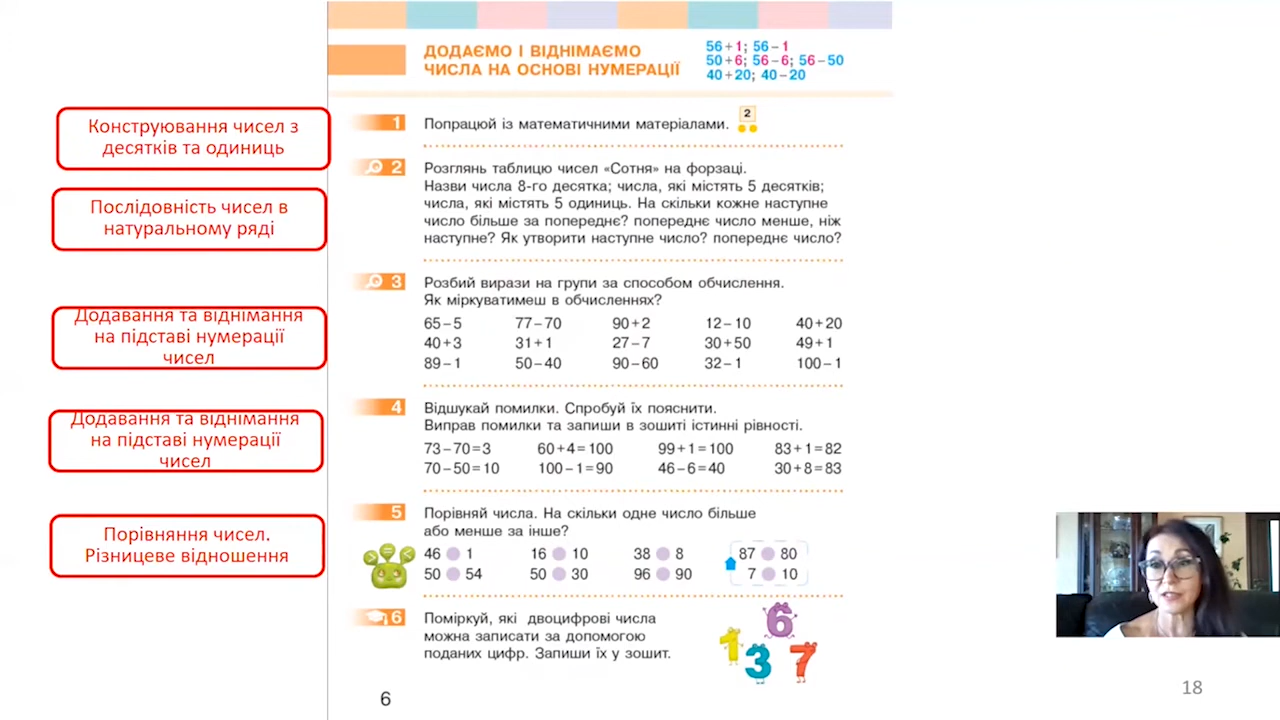 Конструювання чисел з
десятків та одиниць
Послідовність чисел в
натуральному ряді
Додавання та віднімання
на підставі нумерації
чисел
Додавання та віднімання
на підставі нумерації
чисел
Порівняння чисел.
Різницеве відношення
ДОДАЄМО І ВІДНІМАЄМО
ЧИСЛА НА ОСНОВІ НУМЕРАЦІЇ
56+1; 56−1
50+6; 56−6; 56−50
40+20; 40−20
1 Попрацюй із математичними матеріалами. 2
2 Розглянь таблицю чисел «Сотня» на форзаці.
Назви числа 8-го десятка; числа, які містять 5 десятків;
числа, які містять 5 одиниць. На скільки кожне наступне
число більше за попереднє? попереднє число менше, ніж
наступне? Як утворити наступне число? попереднє число?
3 Розбий вирази на групи за способом обчислення.
Як міркуватимеш в обчисленнях?
65−5 77−70 90+2 12−10 40+20
40+3 31+1 27−7 30+50 49+1
89−1 50−40 90−60 32−1 100−1
4 Відшукай помилки. Спробуй їх пояснити.
Виправ помилки та запиши в зошиті істинні рівності.
73−70=3 60+4=100 99+1=100 83+1=82
70−50=10 100−1=90 46−6=40 30+8=83
5 Порівняй числа. На скільки одне число більше
або менше за інше?
> = <
46 1 16 10 38 8 87 80
50 54 50 30 96 90 7 10
6 Поміркуй, які двоцифрові числа
можна записати за допомогою
поданих цифр. Запиши їх у зошит.
1 3 6 7
6
18